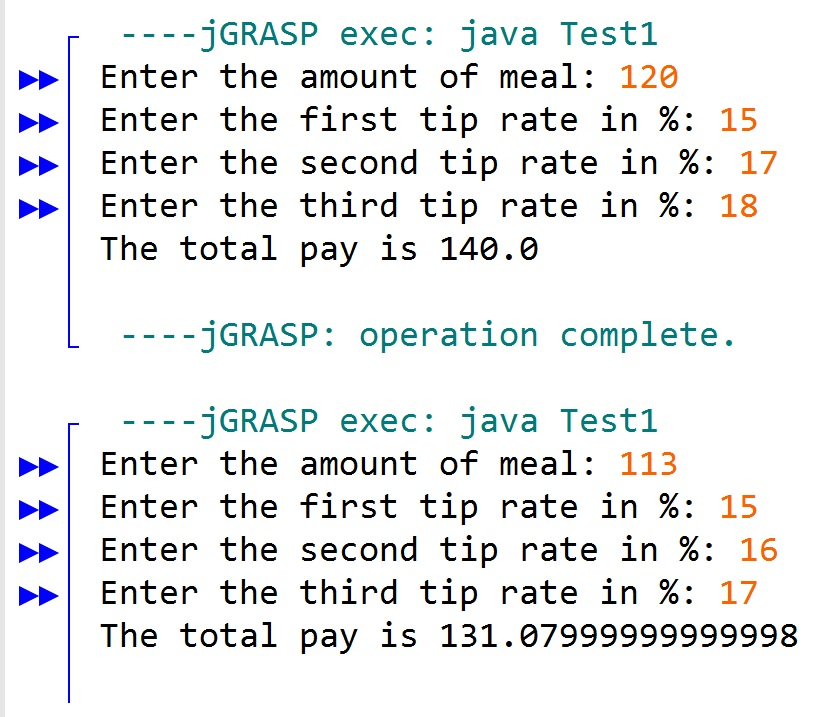 ----jGRASP exec: java Test1
Enter the amount of meal: 120
Enter the first tip rate in %: 15
Enter the second tip rate in %: 17
Enter the third tip rate in %: 18
The total pay is 140.0
----jGRASP: operation complete.
----jGRASP exec: java Test1
Enter the amount of meal: 113
Enter the first tip rate in %: 15
Enter the second tip rate in %: 16
Enter the third tip rate in %: 17
The total pay is 131.07999999999998